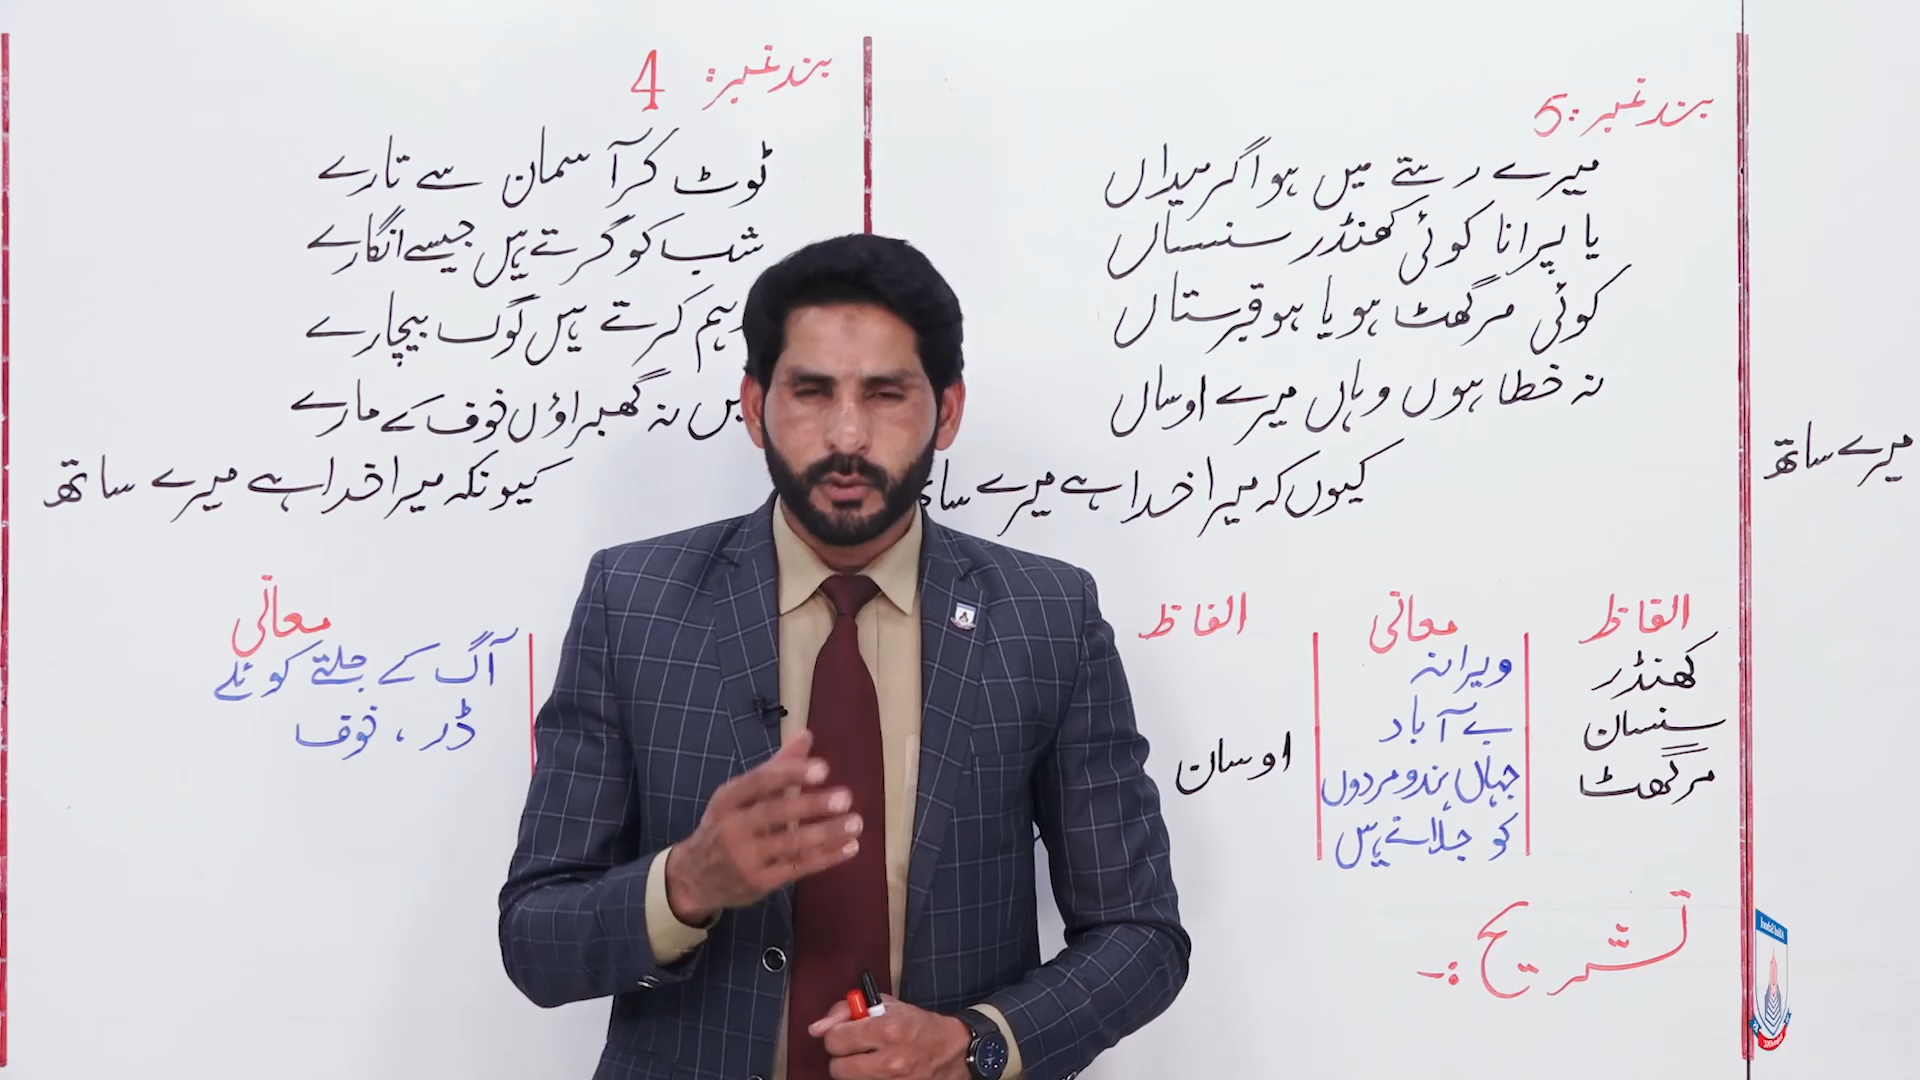 بند نمبر: 5
میرے رستے میں ہو اگر میداں
یا پرانا کوئی کھنڈر سنساں
کوئی مرگھٹ ہو یا ہو قبرستاں
نہ خطا ہوں وہاں میرے اوساں
کیوں کہ میرا خدا ہے میرے
الفاظ معانی الفاظ
کھنڈر ویرانہ
سنسان بے آباد
اوسان
مرگھٹ جہاں ہندو مردوں
کو جلاتے ہیں
تشریح :۔
بند نمبر: 4
ٹوٹ کر آسمان سے تارے
شب کو گرتے ہیں جیسے انگارے
وہم کرتے ہیں لوگ بیچارے
نہ گھبراؤں خوف کے مارے
کیونکہ میرا خدا ہے میرے ساتھ
معانی
آگ کے جلتے کوئلے
ڈر ، خوف
میرے ساتھ